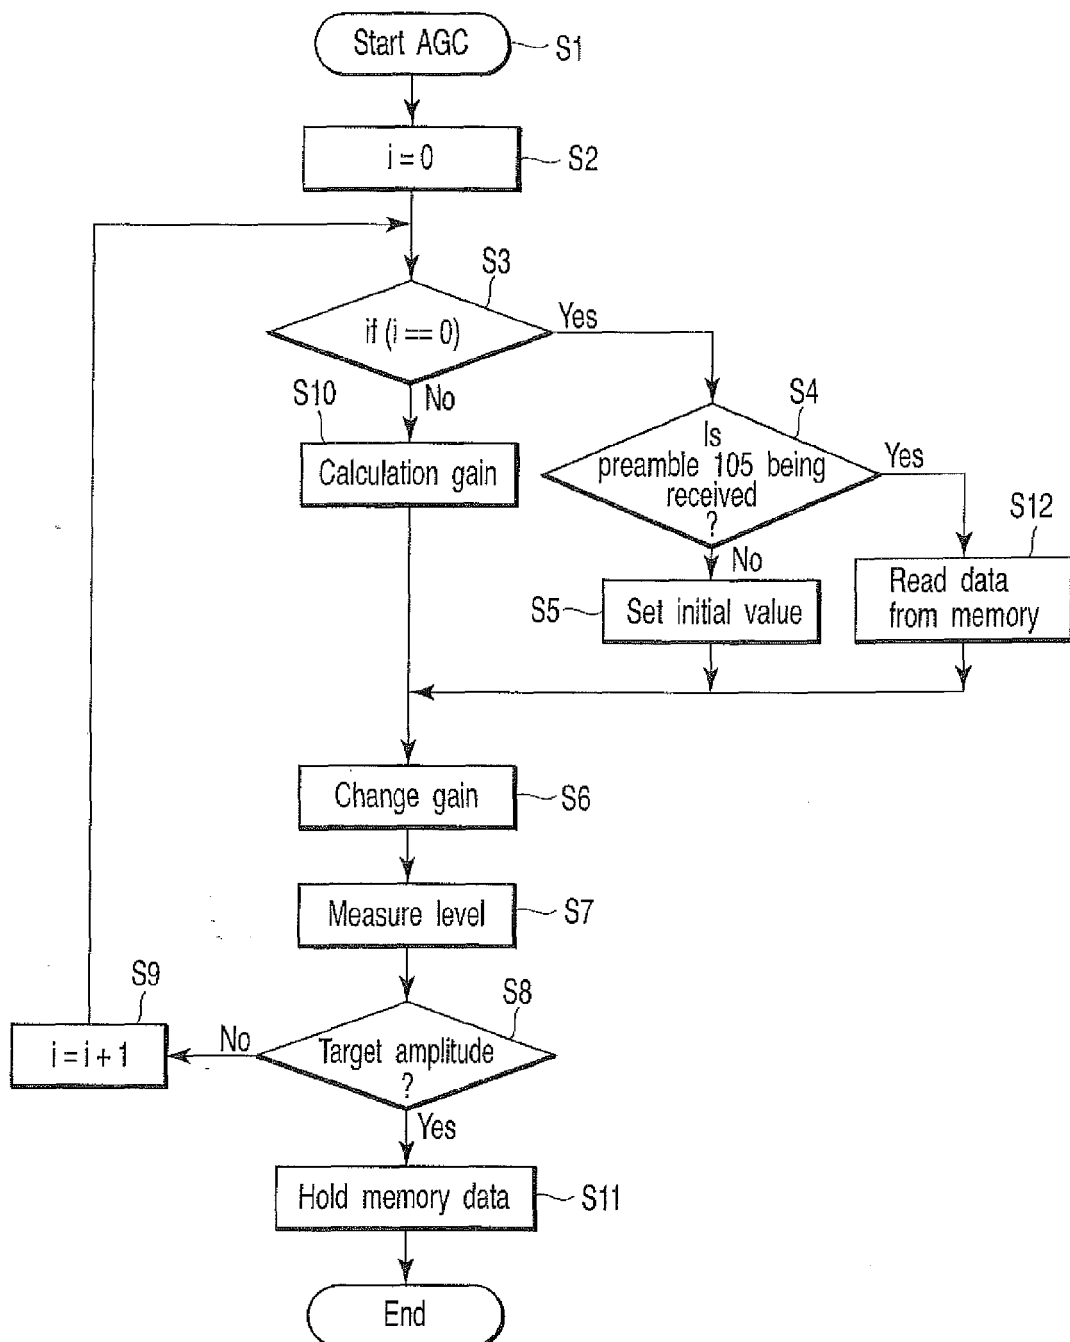 Start AGC
S1
i = 0
S2
S3
if (i == 0)
Yes
No
S10
Calculation gain
S4
Is
preamble 105 being
received
?
Yes
No
S12
Read data
from memory
S5
Set initial value
Change gain
S6
Measure level
S7
S9
i = i + 1
No
S8
Target amplitude
?
Yes
Hold memory data
S11
End